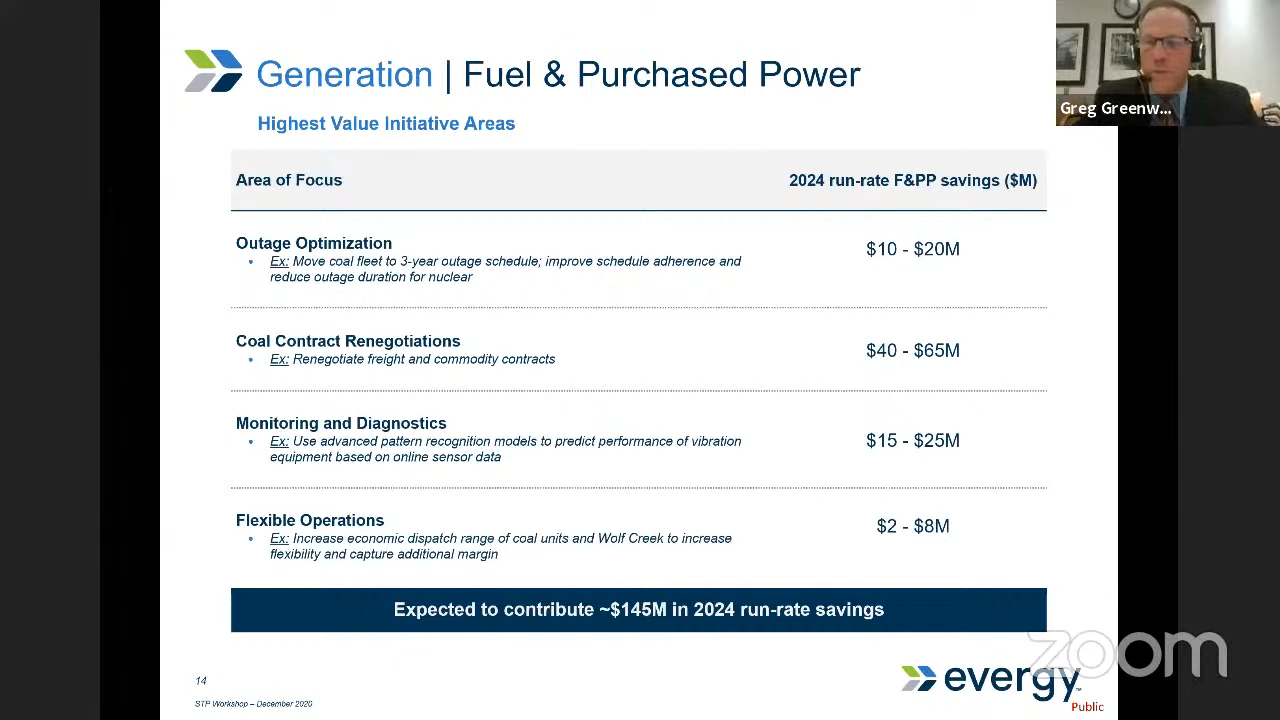 Generation | Fuel & Purchased Power
Greg Greenw...
Highest Value Initiative Areas
Area of Focus
2024 run-rate F&PP savings ($M)
Outage Optimization
$10 - $20M
• Ex: Move coal fleet to 3-year outage schedule; improve schedule adherence and
reduce outage duration for nuclear
Coal Contract Renegotiations
$40 - $65M
• Ex: Renegotiate freight and commodity contracts
Monitoring and Diagnostics
$15 - $25M
• Ex: Use advanced pattern recognition models to predict performance of vibration
equipment based on online sensor data
Flexible Operations
$2 - $8M
• Ex: Increase economic dispatch range of coal units and Wolf Creek to increase
flexibility and capture additional margin
Expected to contribute ~$145M in 2024 run-rate savings
zoom
14
evergy™
STP Workshop – December 2020
Public